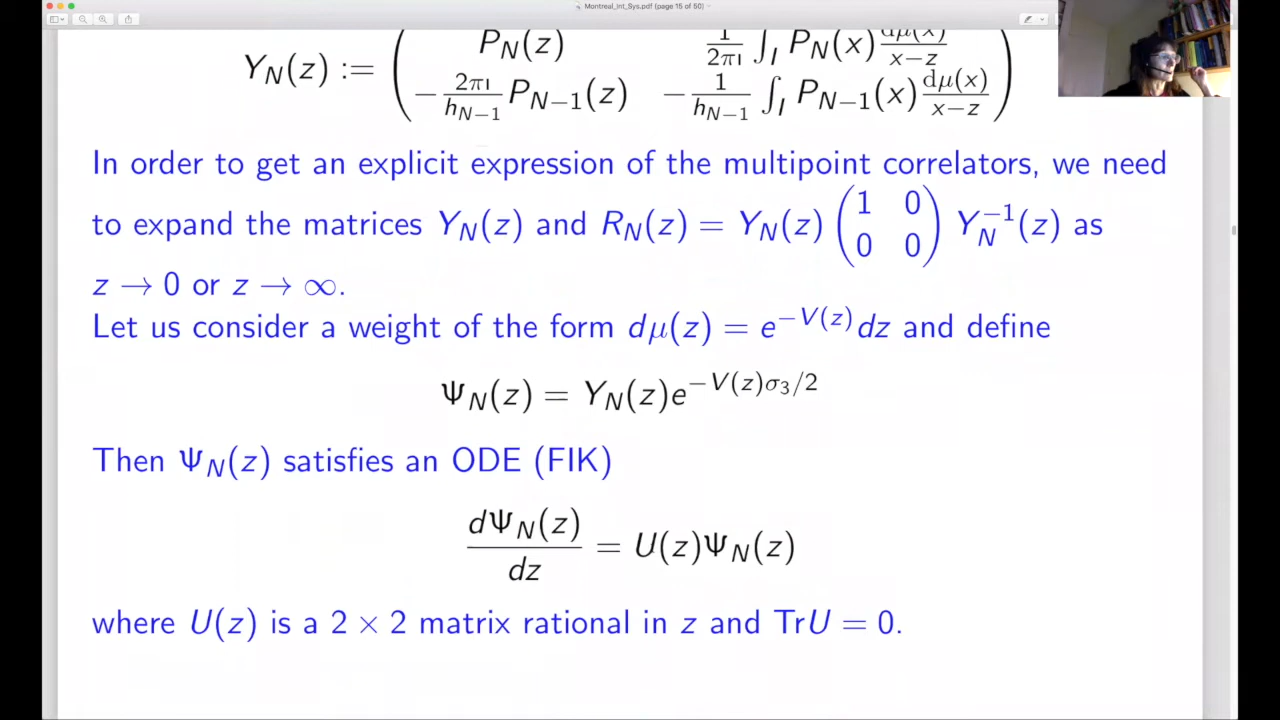 Montreal_Int_Sys.pdf (page 15 of 50)
Y_N(z) := ( P_N(z)   1/2πi ∫_I P_N(x) dμ(x)/x−z
−2πi/h_{N−1} P_{N−1}(z)   −1/h_{N−1} ∫_I P_{N−1}(x) dμ(x)/x−z )
In order to get an explicit expression of the multipoint correlators, we need
to expand the matrices Y_N(z) and R_N(z) = Y_N(z) (1 0 0 0) Y_N^{−1}(z) as
z → 0 or z → ∞.
Let us consider a weight of the form dμ(z) = e^{−V(z)}dz and define
Ψ_N(z) = Y_N(z)e^{−V(z)σ_3/2}
Then Ψ_N(z) satisfies an ODE (FIK)
dΨ_N(z)/dz = U(z)Ψ_N(z)
where U(z) is a 2 × 2 matrix rational in z and TrU = 0.